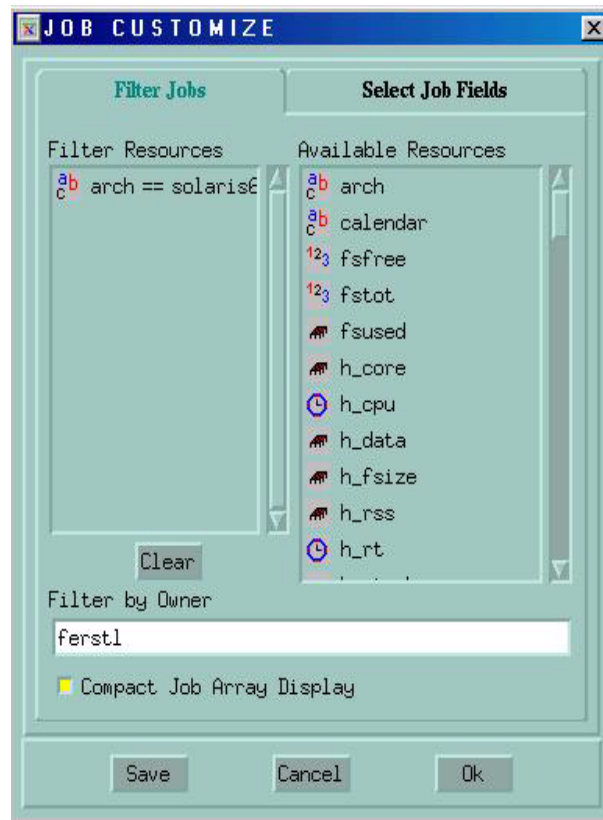 JOB CUSTOMIZE
Filter Jobs
Select Job Fields
Filter Resources
arch == solaris6
Available Resources
arch
calendar
fsfree
fstot
fsused
h_core
h_cpu
h_data
h_fsize
h_rss
h_rt
Clear
Filter by Owner
ferstl
Compact Job Array Display
Save
Cancel
Ok